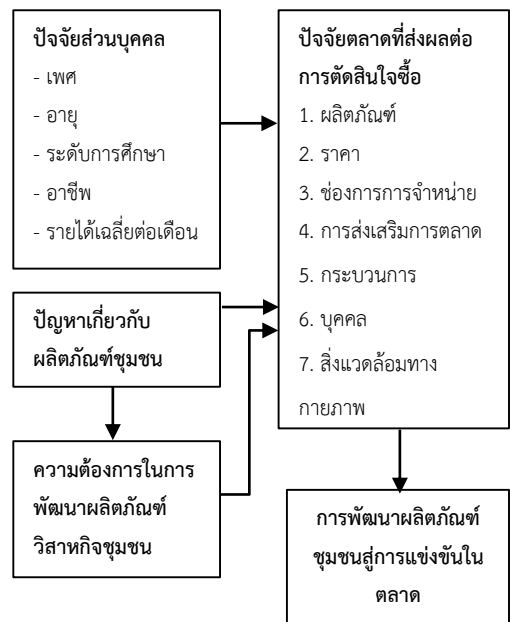 ปัจจัยส่วนบุคคล
- เพศ
- อายุ
- ระดับการศึกษา
- อาชีพ
- รายได้เฉลี่ยต่อเดือน
ปัญหาเกี่ยวกับ
ผลิตภัณฑ์ชุมชน
ความต้องการในการ
พัฒนาผลิตภัณฑ์
วิสาหกิจชุมชน
ปัจจัยตลาดที่ส่งผลต่อ
การตัดสินใจซื้อ
1. ผลิตภัณฑ์
2. ราคา
3. ช่องการการจำหน่าย
4. การส่งเสริมการตลาด
5. กระบวนการ
6. บุคคล
7. สิ่งแวดล้อมทาง
กายภาพ
การพัฒนาผลิตภัณฑ์
ชุมชนสู่การแข่งขันใน
ตลาด